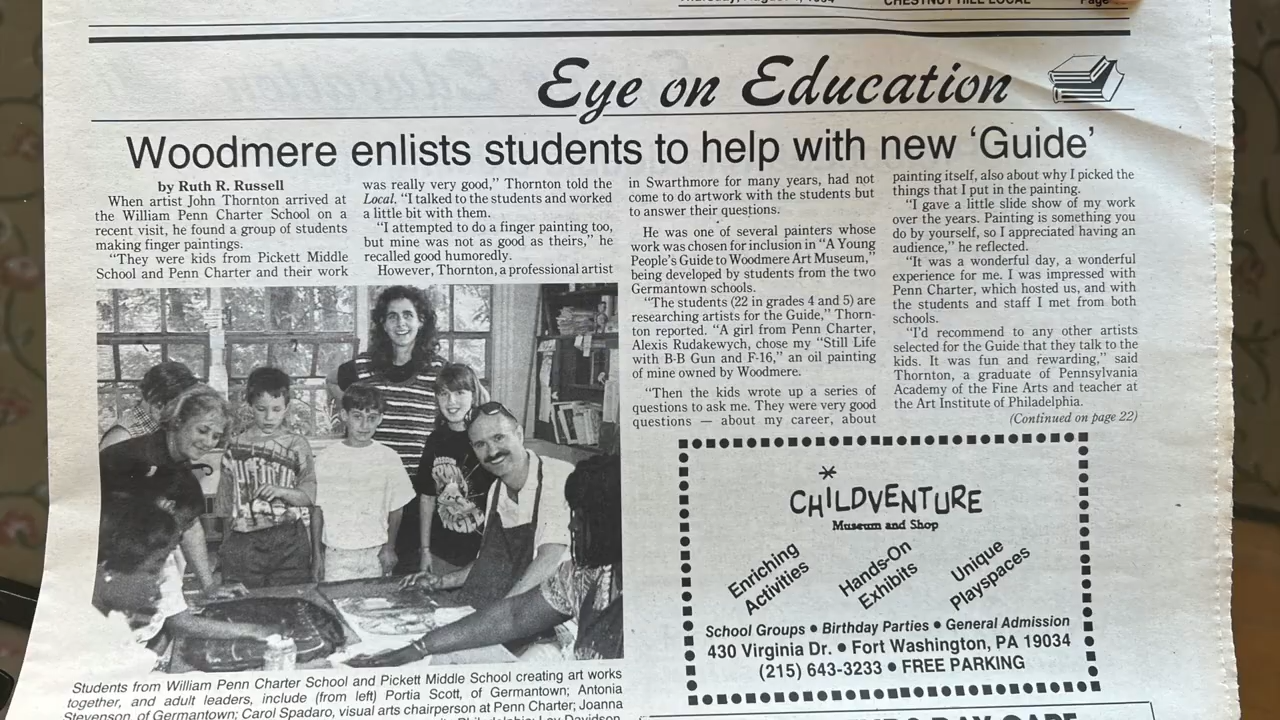 CHESTNUT HILL LOCAL
Page
Eye on Education
Woodmere enlists students to help with new ‘Guide’
by Ruth R. Russell
When artist John Thornton arrived at
the William Penn Charter School on a
recent visit, he found a group of students
making finger paintings.
“They were kids from Pickett Middle
School and Penn Charter and their work
was really very good,” Thornton told the
Local. “I talked to the students and worked
a little bit with them.
“I attempted to do a finger painting too,
but mine was not as good as theirs,” he
recalled good humoredly.
However, Thornton, a professional artist
in Swarthmore for many years, had not
come to do artwork with the students but
to answer their questions.
He was one of several painters whose
work was chosen for inclusion in “A Young
People’s Guide to Woodmere Art Museum,”
being developed by students from the two
Germantown schools.
“The students (22 in grades 4 and 5) are
researching artists for the Guide,” Thorn-
ton reported. “A girl from Penn Charter,
Alexis Rudakewych, chose my “Still Life
with B-B Gun and F-16,” an oil painting
of mine owned by Woodmere.
“Then the kids wrote up a series of
questions to ask me. They were very good
questions — about my career, about
painting itself, also about why I picked the
things that I put in the painting.
“I gave a little slide show of my work
over the years. Painting is something you
do by yourself, so I appreciated having an
audience,” he reflected.
“It was a wonderful day, a wonderful
experience for me. I was impressed with
Penn Charter, which hosted us, and with
the students and staff I met from both
schools.
“I’d recommend to any other artists
selected for the Guide that they talk to the
kids. It was fun and rewarding,” said
Thornton, a graduate of Pennsylvania
Academy of the Fine Arts and teacher at
the Art Institute of Philadelphia.
(Continued on page 22)
Students from William Penn Charter School and Pickett Middle School creating art works
together, and adult leaders, include (from left) Portia Scott, of Germantown; Antonia
Stevenson, of Germantown; Carol Spadaro, visual arts chairperson at Penn Charter; Joanna
CHILDVENTURE
Museum and Shop
Enriching
Activities
Hands-On
Exhibits
Unique
Playspaces
School Groups • Birthday Parties • General Admission
430 Virginia Dr. • Fort Washington, PA 19034
(215) 643-3233 • FREE PARKING